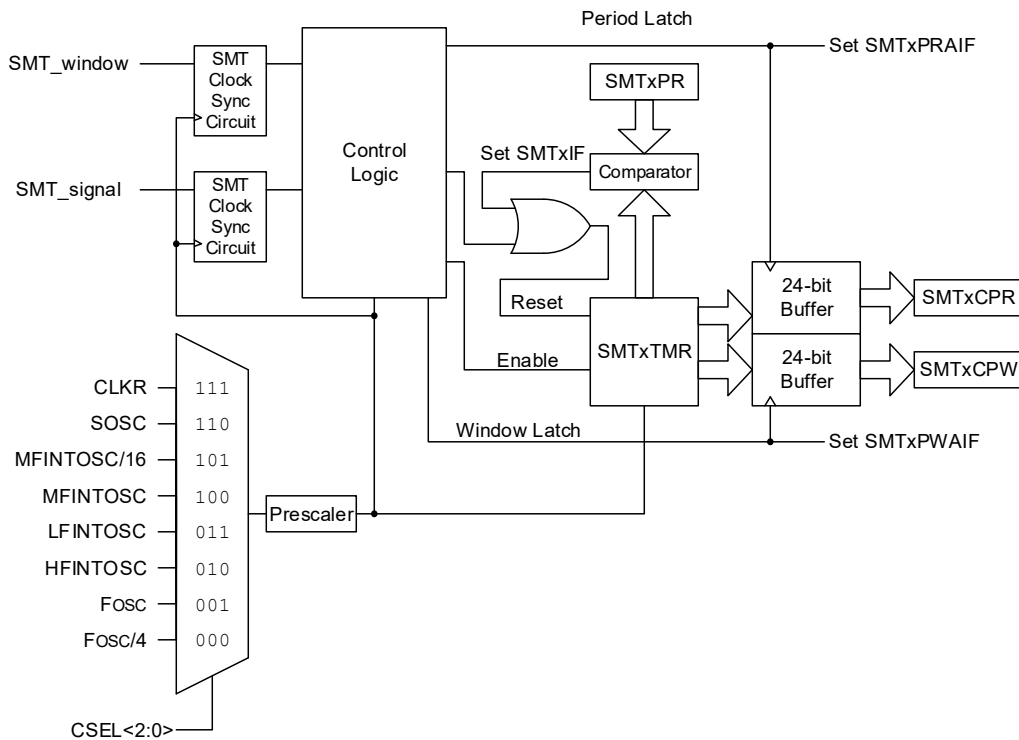 Period Latch
Set SMTxPRAIF
SMT_window
SMT
Clock
Sync
Circuit
SMTxPR
Control
Logic
Set SMTxIF
Comparator
SMT_signal
SMT
Clock
Sync
Circuit
Reset
SMTxTMR
24-bit
Buffer
SMTxCPR
Enable
24-bit
Buffer
SMTxCPW
Window Latch
Set SMTxPWAIF
CLKR 111
SOSC 110
MFINTOSC/16 101
MFINTOSC 100
LFINTOSC 011
HFINTOSC 010
FOSC 001
FOSC/4 000
Prescaler
CSEL<2:0>